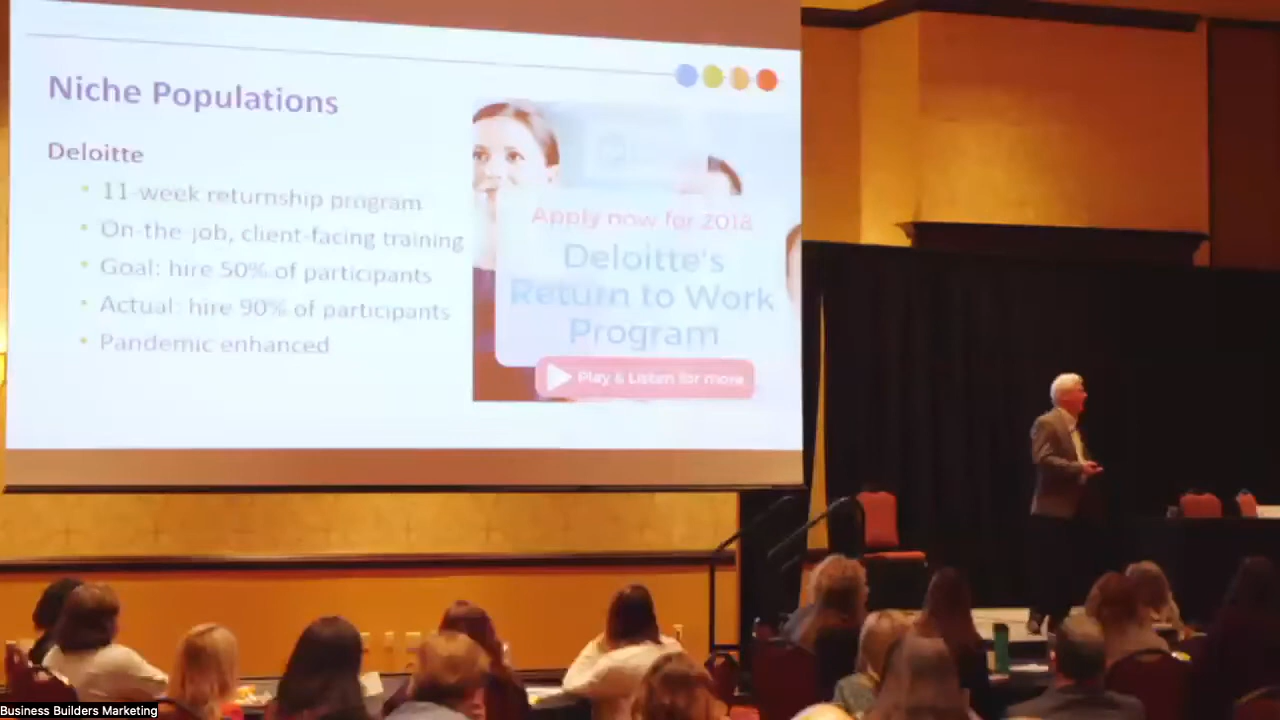 Niche Populations
Deloitte
• 11-week returnship program
• On-the-job, client-facing training
• Goal: hire 50% of participants
• Actual: hire 90% of participants
• Pandemic enhanced
Apply now for 2018
Deloitte's
Return to Work
Program
Play & Listen for more
Business Builders Marketing